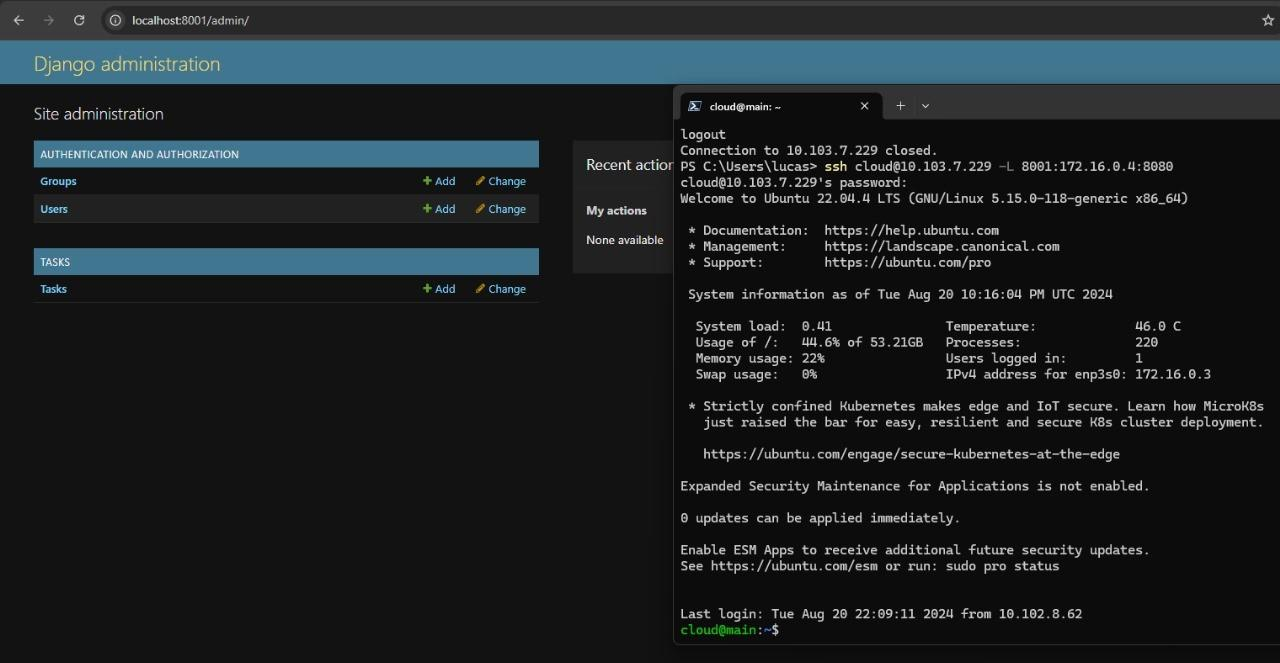 localhost:8001/admin/
Django administration
Site administration
AUTHENTICATION AND AUTHORIZATION
Groups + Add Change
Users + Add Change
TASKS
Tasks + Add Change
Recent action
My actions
None available
cloud@main: ~
logout
Connection to 10.103.7.229 closed.
PS C:\Users\lucas> ssh cloud@10.103.7.229 -L 8001:172.16.0.4:8080
cloud@10.103.7.229's password:
Welcome to Ubuntu 22.04.4 LTS (GNU/Linux 5.15.0-118-generic x86_64)
* Documentation: https://help.ubuntu.com
* Management: https://landscape.canonical.com
* Support: https://ubuntu.com/pro
System information as of Tue Aug 20 10:16:04 PM UTC 2024
System load: 0.41 Temperature: 46.0 C
Usage of /: 44.6% of 53.21GB Processes: 220
Memory usage: 22% Users logged in: 1
Swap usage: 0% IPv4 address for enp3s0: 172.16.0.3
* Strictly confined Kubernetes makes edge and IoT secure. Learn how MicroK8s
just raised the bar for easy, resilient and secure K8s cluster deployment.
https://ubuntu.com/engage/secure-kubernetes-at-the-edge
Expanded Security Maintenance for Applications is not enabled.
0 updates can be applied immediately.
Enable ESM Apps to receive additional future security updates.
See https://ubuntu.com/esm or run: sudo pro status
Last login: Tue Aug 20 22:09:11 2024 from 10.102.8.62
cloud@main:~$